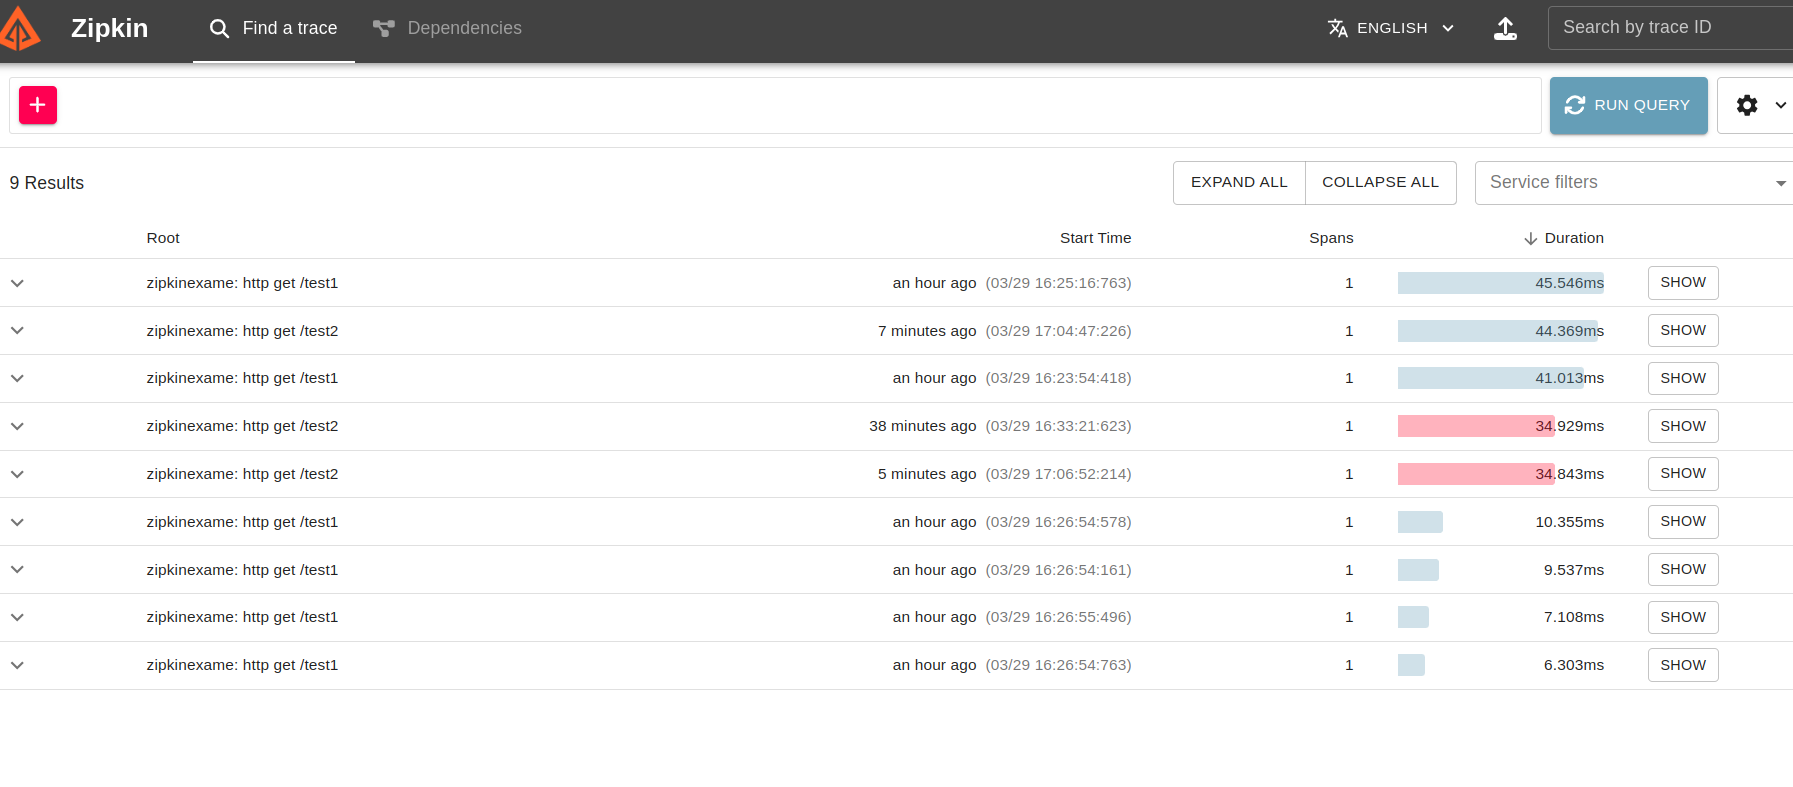 Zipkin Find a trace Dependencies ENGLISH Search by trace ID
RUN QUERY
9 Results EXPAND ALL COLLAPSE ALL Service filters
Root Start Time Spans Duration
zipkinexame: http get /test1 an hour ago (03/29 16:25:16:763) 1 45.546ms SHOW
zipkinexame: http get /test2 7 minutes ago (03/29 17:04:47:226) 1 44.369ms SHOW
zipkinexame: http get /test1 an hour ago (03/29 16:23:54:418) 1 41.013ms SHOW
zipkinexame: http get /test2 38 minutes ago (03/29 16:33:21:623) 1 34.929ms SHOW
zipkinexame: http get /test2 5 minutes ago (03/29 17:06:52:214) 1 34.843ms SHOW
zipkinexame: http get /test1 an hour ago (03/29 16:26:54:578) 1 10.355ms SHOW
zipkinexame: http get /test1 an hour ago (03/29 16:26:54:161) 1 9.537ms SHOW
zipkinexame: http get /test1 an hour ago (03/29 16:26:55:496) 1 7.108ms SHOW
zipkinexame: http get /test1 an hour ago (03/29 16:26:54:763) 1 6.303ms SHOW